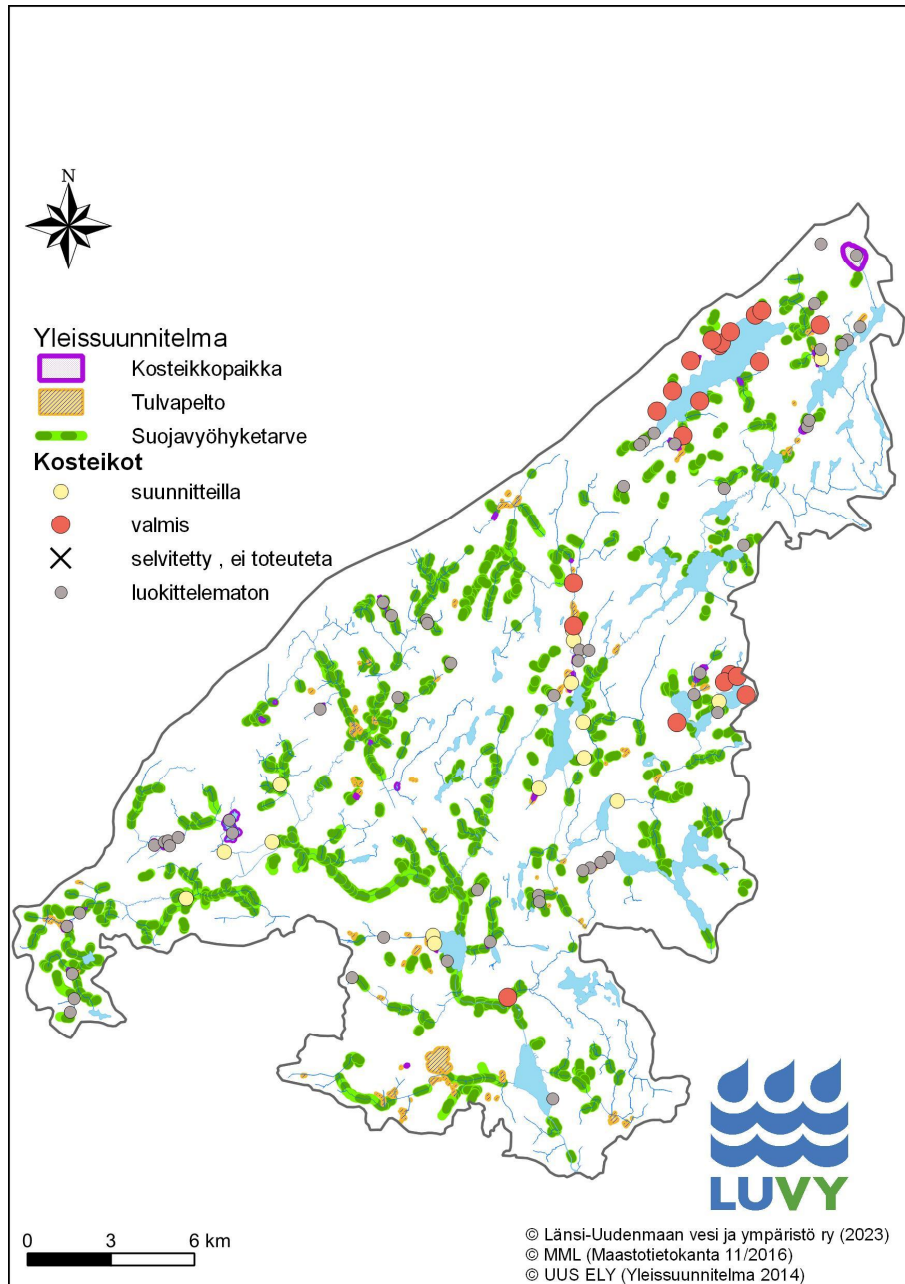 N
Yleissuunnitelma
Kosteikkopaikka
Tulvapelto
Suojavyöhyketarve
Kosteikot
suunnitteilla
valmis
selvitetty , ei toteuteta
luokittelematon
LUVY
0 3 6 km
© Länsi-Uudenmaan vesi ja ympäristö ry (2023)
© MML (Maastotietokanta 11/2016)
© UUS ELY (Yleissuunnitelma 2014)